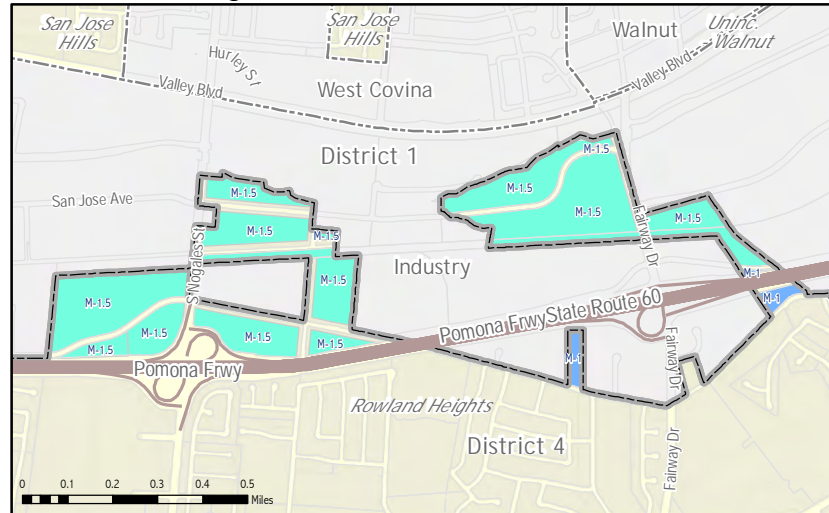 San Jose
Hills
San Jose
Hills
Walnut
Uninc.
Walnut
Hurley St
Valley Blvd
West Covina
Valley Blvd
District 1
M-1.5
M-1.5
M-1.5
San Jose Ave
M-1.5
M-1.5
M-1.5
M-1.5
S Nogales St
Fairway Dr
Industry
M-1.5
M-1.5
M-1
M-1
M-1.5
M-1.5
M-1.5
M-1.5
M-1.5
Pomona Frwy
State Route 60
Pomona Frwy
M-1
Fairway Dr
Rowland Heights
District 4
Fairway Dr
0 0.1 0.2 0.3 0.4 0.5
Miles